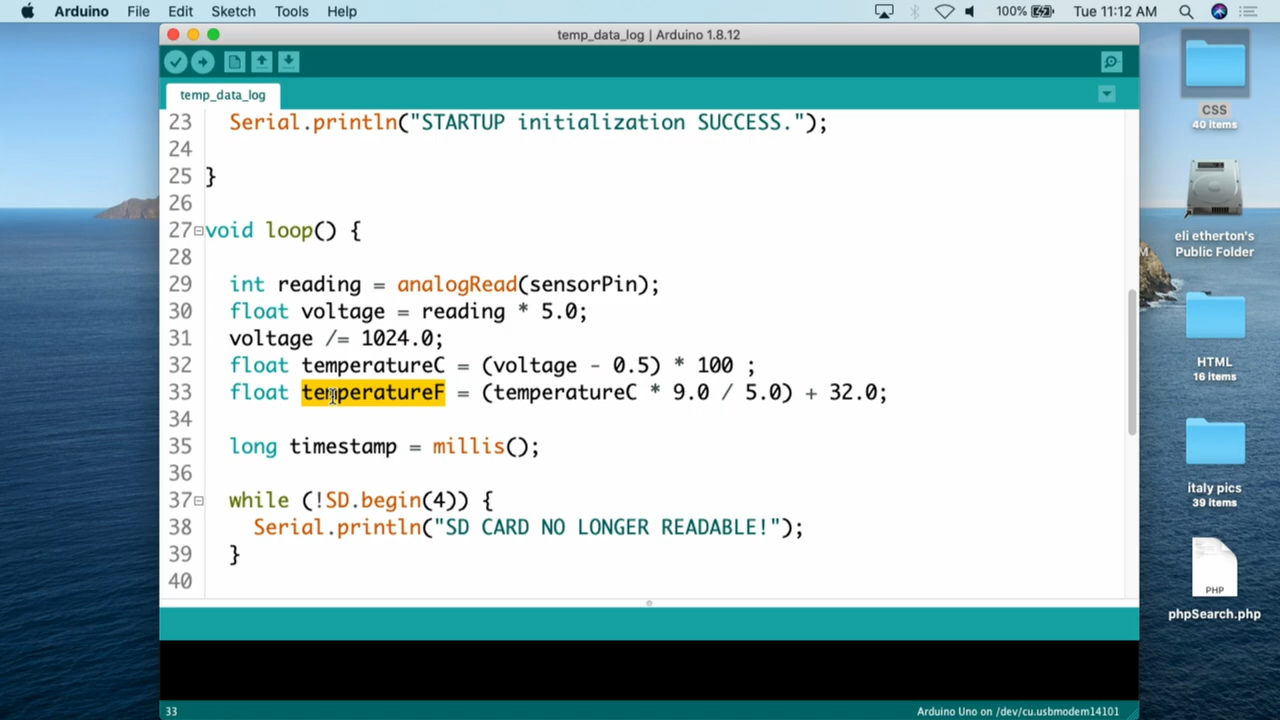 Arduino File Edit Sketch Tools Help 100% Tue 11:12 AM
temp_data_log | Arduino 1.8.12
temp_data_log
23 Serial.println("STARTUP initialization SUCCESS.");
24
25 }
26
27 void loop() {
28
29 int reading = analogRead(sensorPin);
30 float voltage = reading * 5.0;
31 voltage /= 1024.0;
32 float temperatureC = (voltage - 0.5) * 100 ;
33 float temperatureF = (temperatureC * 9.0 / 5.0) + 32.0;
34
35 long timestamp = millis();
36
37 while (!SD.begin(4)) {
38 Serial.println("SD CARD NO LONGER READABLE!");
39 }
40
33 Arduino Uno on /dev/cu.usbmodem14101
CSS
40 items
eli etherton's
Public Folder
HTML
16 items
italy pics
39 items
PHP
phpSearch.php